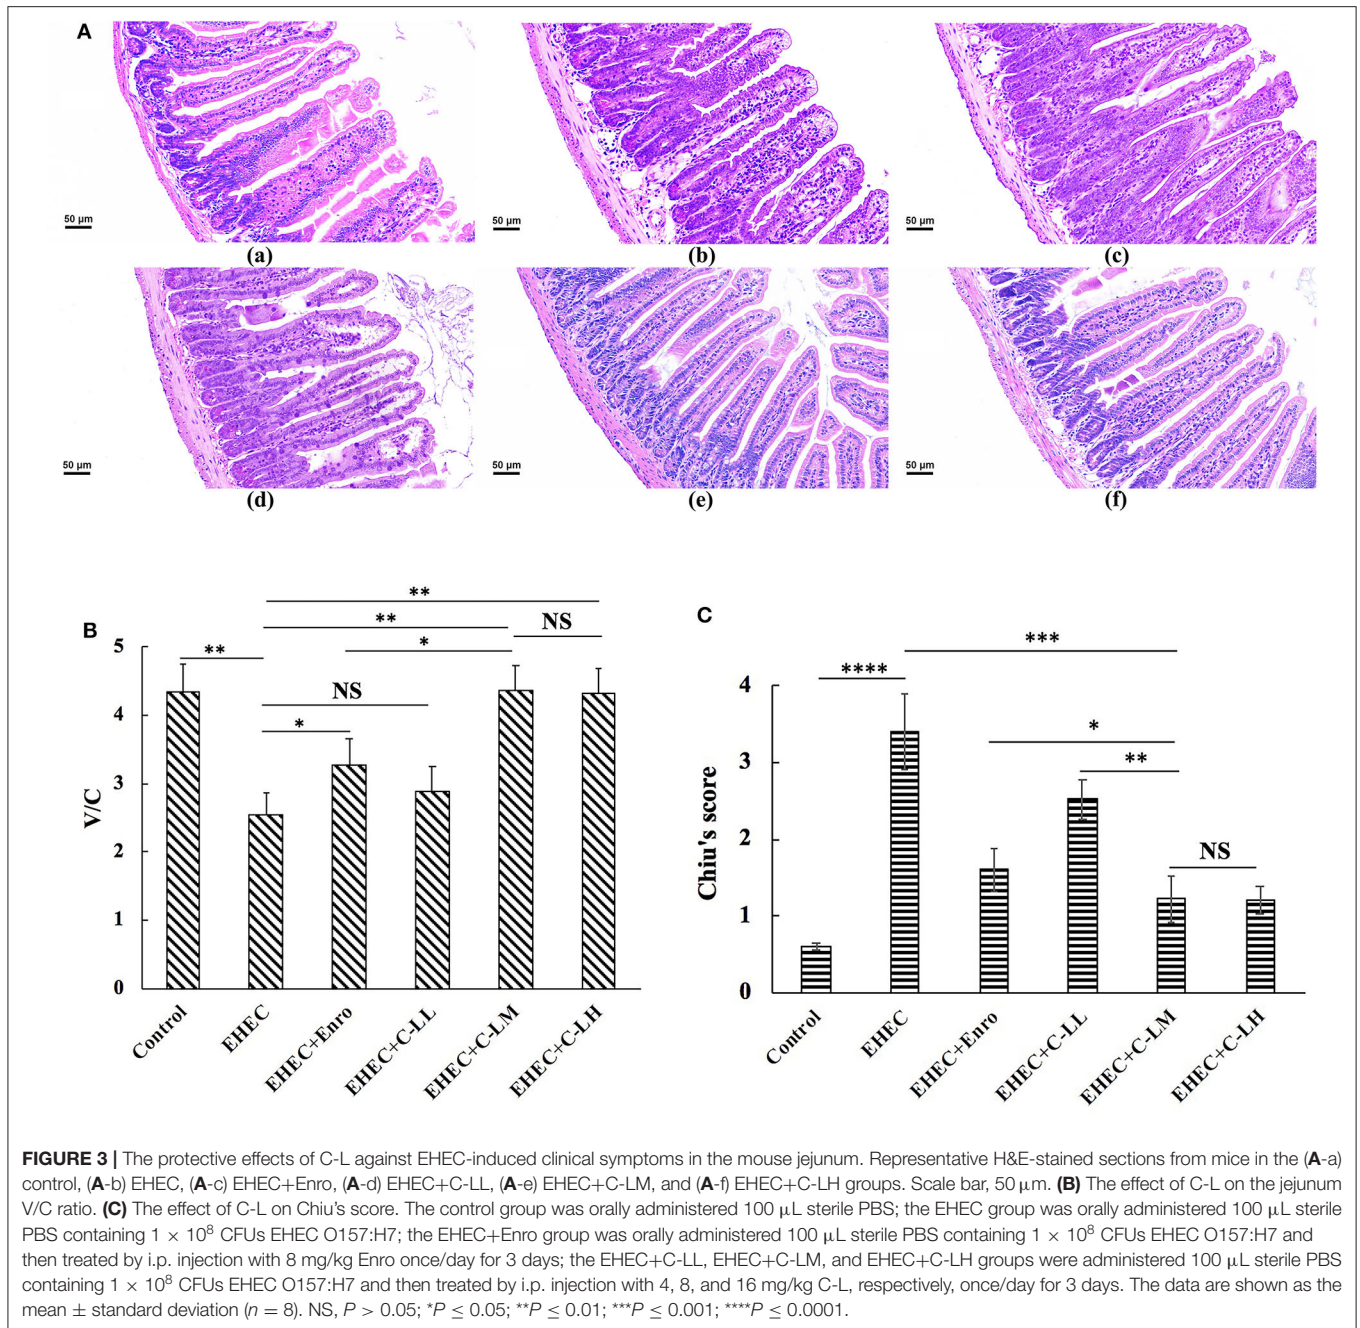 A
50 µm
50 µm
50 µm
(a)
(b)
(c)
50 µm
50 µm
50 µm
(d)
(e)
(f)
B
**
**
NS
**
*
NS
*
5
4
3
2
1
0
V/C
Control
EHEC
EHEC+Enro
EHEC+C-LL
EHEC+C-LM
EHEC+C-LH
C
***
****
*
**
NS
4
3
2
1
0
Chiu's score
Control
EHEC
EHEC+Enro
EHEC+C-LL
EHEC+C-LM
EHEC+C-LH
FIGURE 3 | The protective effects of C-L against EHEC-induced clinical symptoms in the mouse jejunum. Representative H&E-stained sections from mice in the (A-a)
control, (A-b) EHEC, (A-c) EHEC+Enro, (A-d) EHEC+C-LL, (A-e) EHEC+C-LM, and (A-f) EHEC+C-LH groups. Scale bar, 50 µm. (B) The effect of C-L on the jejunum
V/C ratio. (C) The effect of C-L on Chiu's score. The control group was orally administered 100 µL sterile PBS; the EHEC group was orally administered 100 µL sterile
PBS containing 1 × 10⁸ CFUs EHEC O157:H7; the EHEC+Enro group was orally administered 100 µL sterile PBS containing 1 × 10⁸ CFUs EHEC O157:H7 and
then treated by i.p. injection with 8 mg/kg Enro once/day for 3 days; the EHEC+C-LL, EHEC+C-LM, and EHEC+C-LH groups were administered 100 µL sterile PBS
containing 1 × 10⁸ CFUs EHEC O157:H7 and then treated by i.p. injection with 4, 8, and 16 mg/kg C-L, respectively, once/day for 3 days. The data are shown as the
mean ± standard deviation (n = 8). NS, P > 0.05; *P ≤ 0.05; **P ≤ 0.01; ***P ≤ 0.001; ****P ≤ 0.0001.